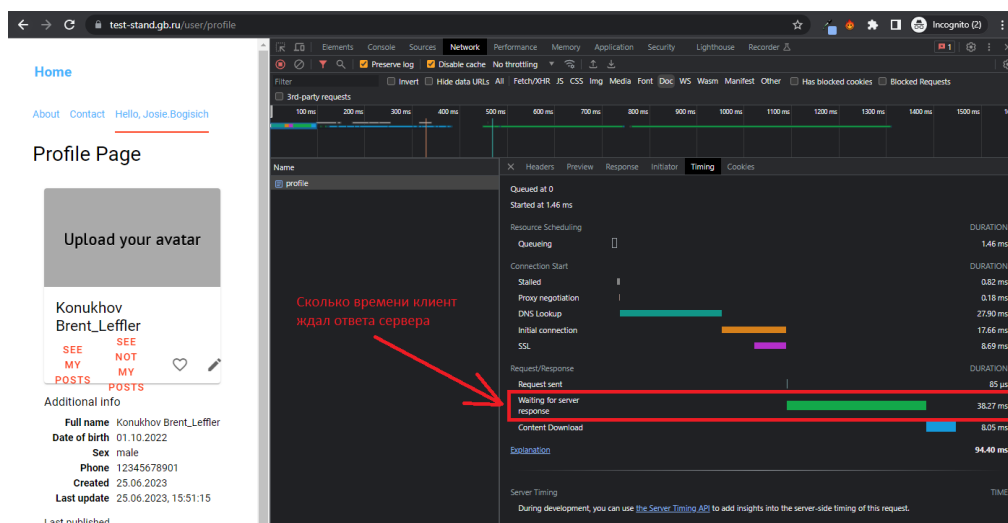 test-stand.gb.ru/user/profile
Incognito (2)
Home
About Contact Hello, Josie.Bogisich
Profile Page
Upload your avatar
Konukhov
Brent_Leffler
SEE
MY
POSTS
SEE
NOT
MY
POSTS
Additional info
Full name Konukhov Brent_Leffler
Date of birth 01.10.2022
Sex male
Phone 12345678901
Created 25.06.2023
Last update 25.06.2023, 15:51:15
Last published
Elements Console Sources Network Performance Memory Application Security Lighthouse Recorder 1
Preserve log Disable cache No throttling
Filter Invert Hide data URLs All Fetch/XHR JS CSS Img Media Font Doc WS Wasm Manifest Other Has blocked cookies Blocked Requests
3rd-party requests
100 ms 200 ms 300 ms 400 ms 500 ms 600 ms 700 ms 800 ms 900 ms 1000 ms 1100 ms 1200 ms 1300 ms 1400 ms 1500 ms
Name
profile
Сколько времени клиент
ждал ответа сервера
Headers Preview Response Initiator Timing Cookies
Queued at 0
Started at 1.46 ms
Resource Scheduling DURATION
Queueing 1.46 ms
Connection Start DURATION
Stalled 0.82 ms
Proxy negotiation 0.18 ms
DNS Lookup 27.90 ms
Initial connection 17.66 ms
SSL 8.69 ms
Request/Response DURATION
Request sent 85 µs
Waiting for server
response 38.27 ms
Content Download 8.05 ms
Explanation 94.40 ms
Server Timing TIME
During development, you can use the Server Timing API to add insights into the server-side timing of this request.